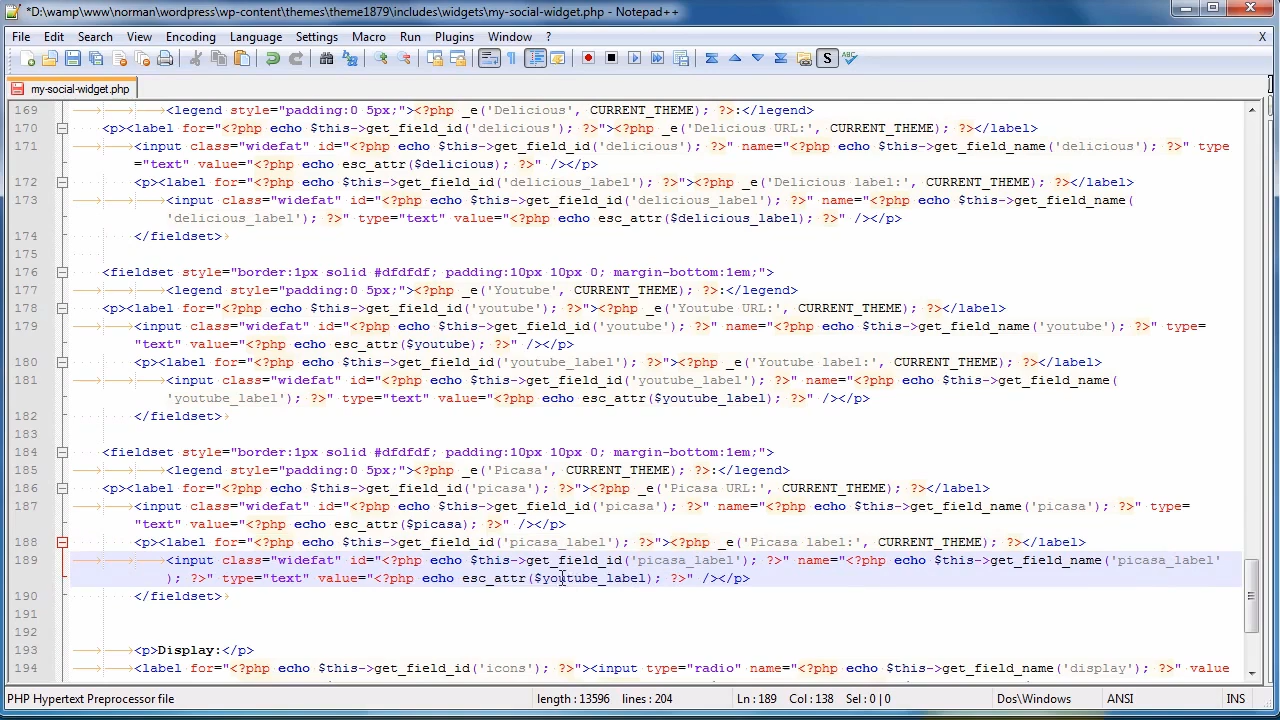 *D:\wamp\www\norman\wordpress\wp-content\themes\theme1879\includes\widgets\my-social-widget.php - Notepad++
File Edit Search View Encoding Language Settings Macro Run Plugins Window ? X
my-social-widget.php
169 <legend style="padding:0 5px;"><?php _e('Delicious', CURRENT_THEME); ?>:</legend>
170 <p><label for="<?php echo $this->get_field_id('delicious'); ?>"><?php _e('Delicious URL:', CURRENT_THEME); ?></label>
171 <input class="widefat" id="<?php echo $this->get_field_id('delicious'); ?>" name="<?php echo $this->get_field_name('delicious'); ?>" type
="text" value="<?php echo esc_attr($delicious); ?>" /></p>
172 <p><label for="<?php echo $this->get_field_id('delicious_label'); ?>"><?php _e('Delicious label:', CURRENT_THEME); ?></label>
173 <input class="widefat" id="<?php echo $this->get_field_id('delicious_label'); ?>" name="<?php echo $this->get_field_name(
'delicious_label'); ?>" type="text" value="<?php echo esc_attr($delicious_label); ?>" /></p>
174 </fieldset>
175
176 <fieldset style="border:1px solid #dfdfdf; padding:10px 10px 0; margin-bottom:1em;">
177 <legend style="padding:0 5px;"><?php _e('Youtube', CURRENT_THEME); ?>:</legend>
178 <p><label for="<?php echo $this->get_field_id('youtube'); ?>"><?php _e('Youtube URL:', CURRENT_THEME); ?></label>
179 <input class="widefat" id="<?php echo $this->get_field_id('youtube'); ?>" name="<?php echo $this->get_field_name('youtube'); ?>" type=
"text" value="<?php echo esc_attr($youtube); ?>" /></p>
180 <p><label for="<?php echo $this->get_field_id('youtube_label'); ?>"><?php _e('Youtube label:', CURRENT_THEME); ?></label>
181 <input class="widefat" id="<?php echo $this->get_field_id('youtube_label'); ?>" name="<?php echo $this->get_field_name(
'youtube_label'); ?>" type="text" value="<?php echo esc_attr($youtube_label); ?>" /></p>
182 </fieldset>
183
184 <fieldset style="border:1px solid #dfdfdf; padding:10px 10px 0; margin-bottom:1em;">
185 <legend style="padding:0 5px;"><?php _e('Picasa', CURRENT_THEME); ?>:</legend>
186 <p><label for="<?php echo $this->get_field_id('picasa'); ?>"><?php _e('Picasa URL:', CURRENT_THEME); ?></label>
187 <input class="widefat" id="<?php echo $this->get_field_id('picasa'); ?>" name="<?php echo $this->get_field_name('picasa'); ?>" type=
"text" value="<?php echo esc_attr($picasa); ?>" /></p>
188 <p><label for="<?php echo $this->get_field_id('picasa_label'); ?>"><?php _e('Picasa label:', CURRENT_THEME); ?></label>
189 <input class="widefat" id="<?php echo $this->get_field_id('picasa_label'); ?>" name="<?php echo $this->get_field_name('picasa_label'
); ?>" type="text" value="<?php echo esc_attr($youtube_label); ?>" /></p>
190 </fieldset>
191
192
193 <p>Display:</p>
194 <label for="<?php echo $this->get_field_id('icons'); ?>"><input type="radio" name="<?php echo $this->get_field_name('display'); ?>" value
PHP Hypertext Preprocessor file length : 13596 lines : 204 Ln : 189 Col : 138 Sel : 0 | 0 Dos\Windows ANSI INS